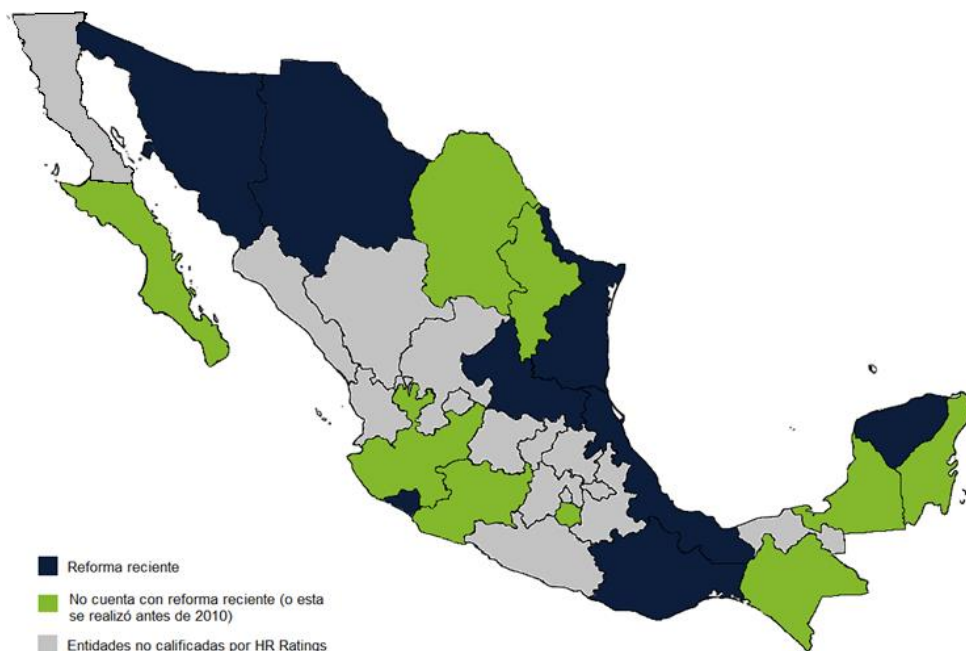 Reforma reciente
No cuenta con reforma reciente (o esta
se realizó antes de 2010)
Entidades no calificadas por HR Ratings